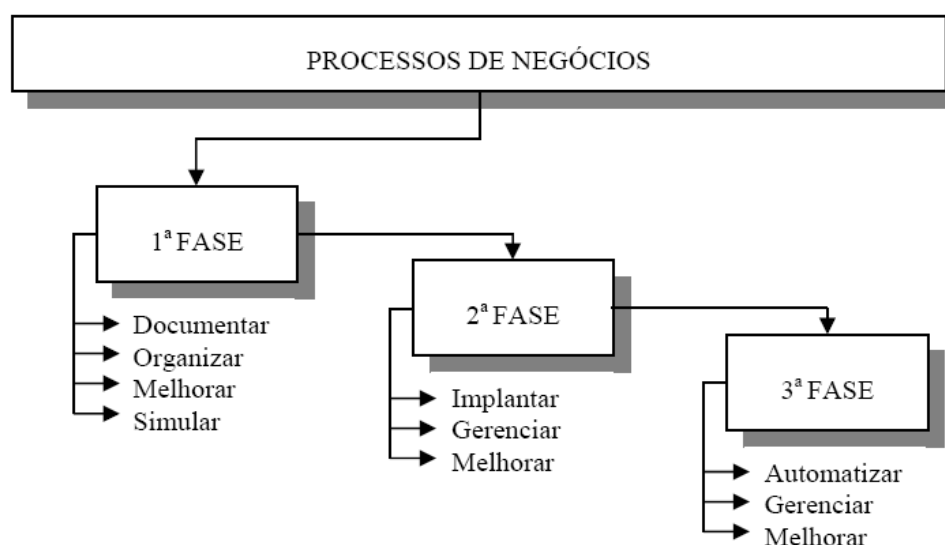 PROCESSOS DE NEGÓCIOS
1ª FASE
Documentar
Organizar
Melhorar
Simular
2ª FASE
Implantar
Gerenciar
Melhorar
3ª FASE
Automatizar
Gerenciar
Melhorar